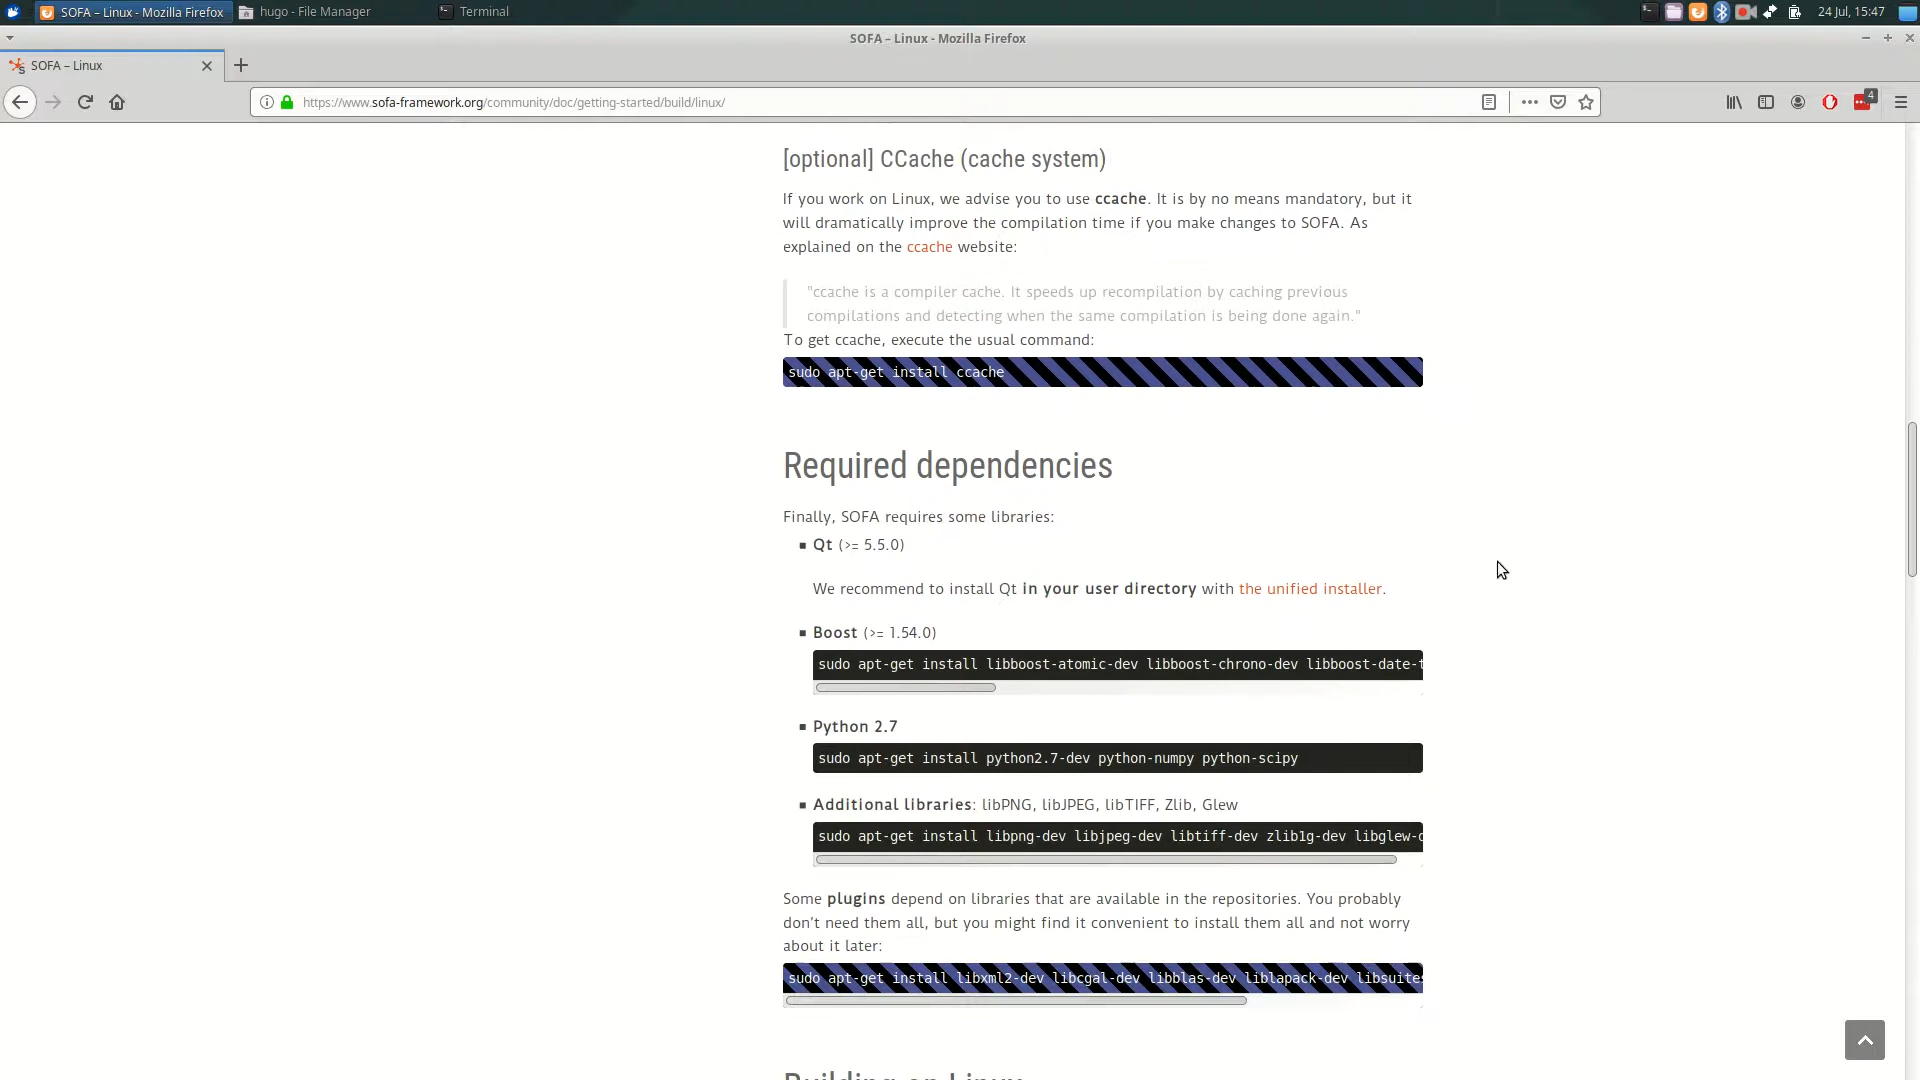 SOFA – Linux - Mozilla Firefox
hugo - File Manager
Terminal
24 Jul, 15:47
SOFA – Linux - Mozilla Firefox
SOFA – Linux
https://www.sofa-framework.org/community/doc/getting-started/build/linux/
4
[optional] CCache (cache system)
If you work on Linux, we advise you to use ccache. It is by no means mandatory, but it
will dramatically improve the compilation time if you make changes to SOFA. As
explained on the ccache website:
"ccache is a compiler cache. It speeds up recompilation by caching previous
compilations and detecting when the same compilation is being done again."
To get ccache, execute the usual command:
sudo apt-get install ccache
Required dependencies
Finally, SOFA requires some libraries:
Qt (>= 5.5.0)
We recommend to install Qt in your user directory with the unified installer.
Boost (>= 1.54.0)
sudo apt-get install libboost-atomic-dev libboost-chrono-dev libboost-date-t
Python 2.7
sudo apt-get install python2.7-dev python-numpy python-scipy
Additional libraries: libPNG, libJPEG, libTIFF, Zlib, Glew
sudo apt-get install libpng-dev libjpeg-dev libtiff-dev zlib1g-dev libglew-d
Some plugins depend on libraries that are available in the repositories. You probably
don't need them all, but you might find it convenient to install them all and not worry
about it later:
sudo apt-get install libxml2-dev libcgal-dev libblas-dev liblapack-dev libsuites
Building on Linux